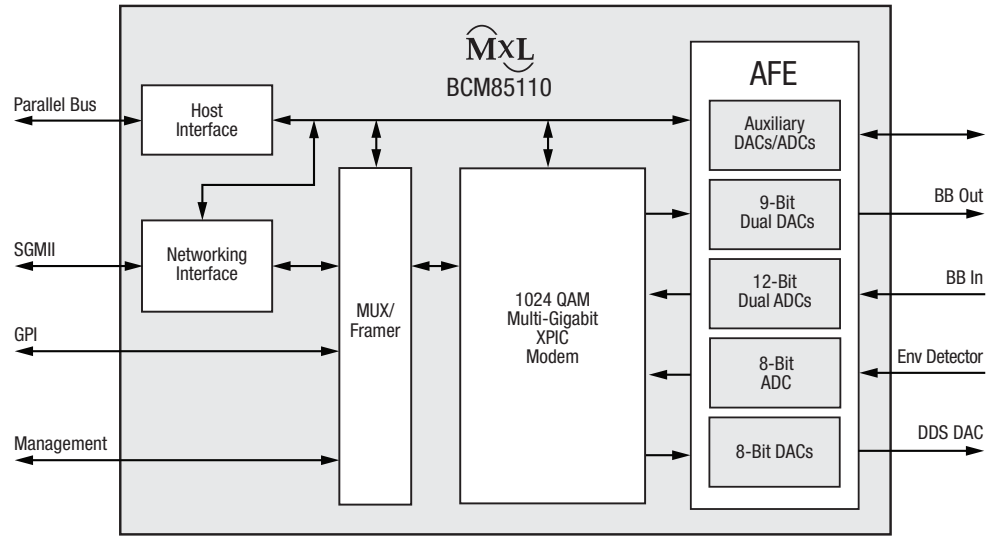 MxL
BCM85110
AFE
Parallel Bus
Host
Interface
Auxiliary
DACs/ADCs
9-Bit
Dual DACs
BB Out
SGMII
Networking
Interface
12-Bit
Dual ADCs
BB In
MUX/
Framer
1024 QAM
Multi-Gigabit
XPIC
Modem
GPI
8-Bit
ADC
Env Detector
Management
8-Bit DACs
DDS DAC